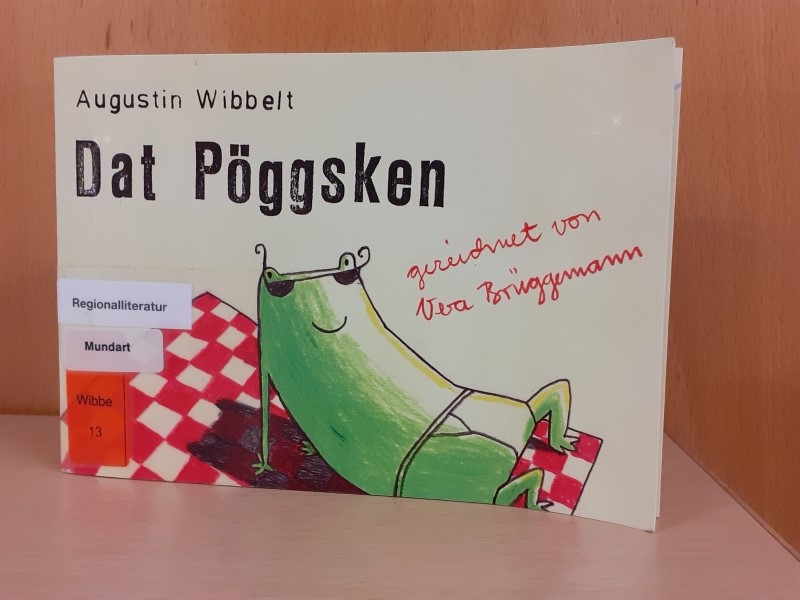 Augustin Wibbelt
Dat Pöggsken
gezeichnet von
Vera Brüggemann
Regionalliteratur
Mundart
Wibbe
13